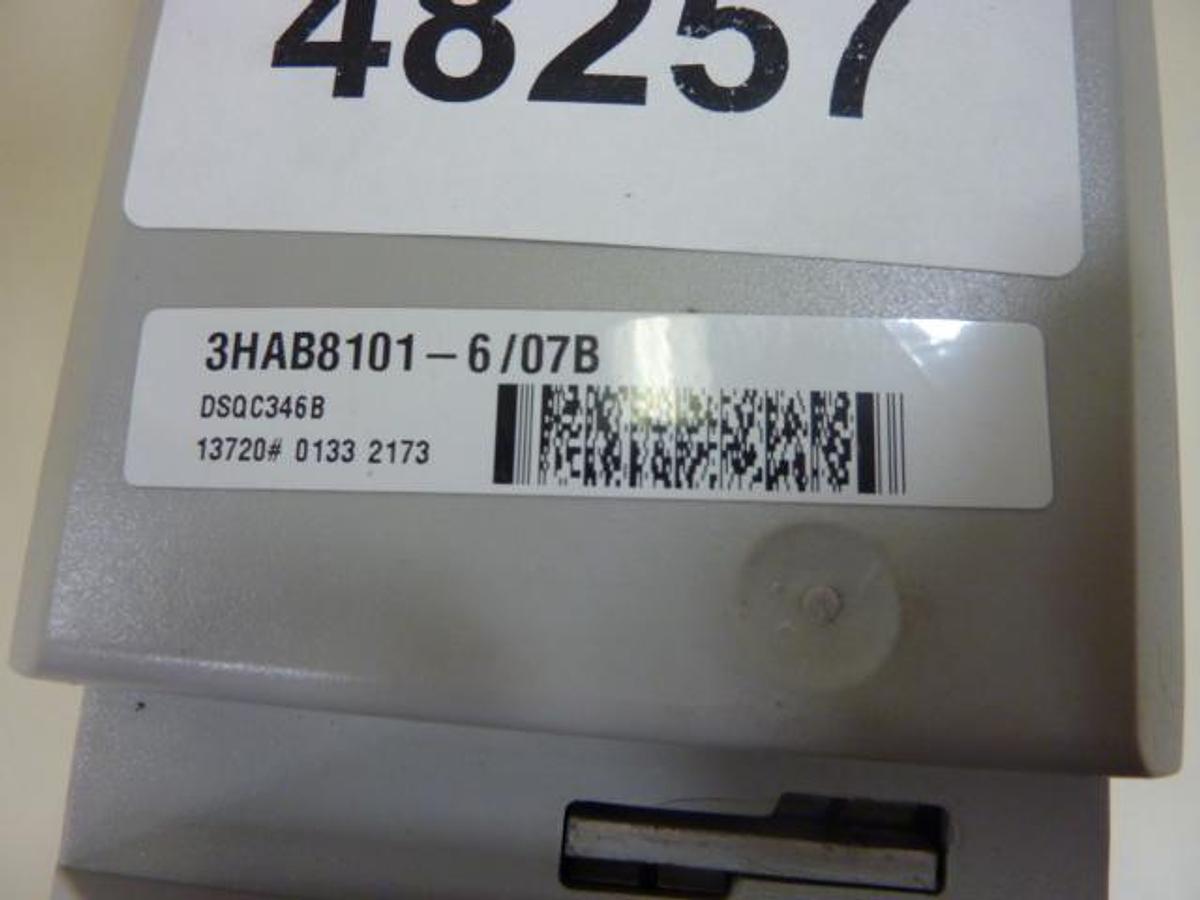 48257
3HAB8101-6/07B
DSQC346B
13720# 0133 2173